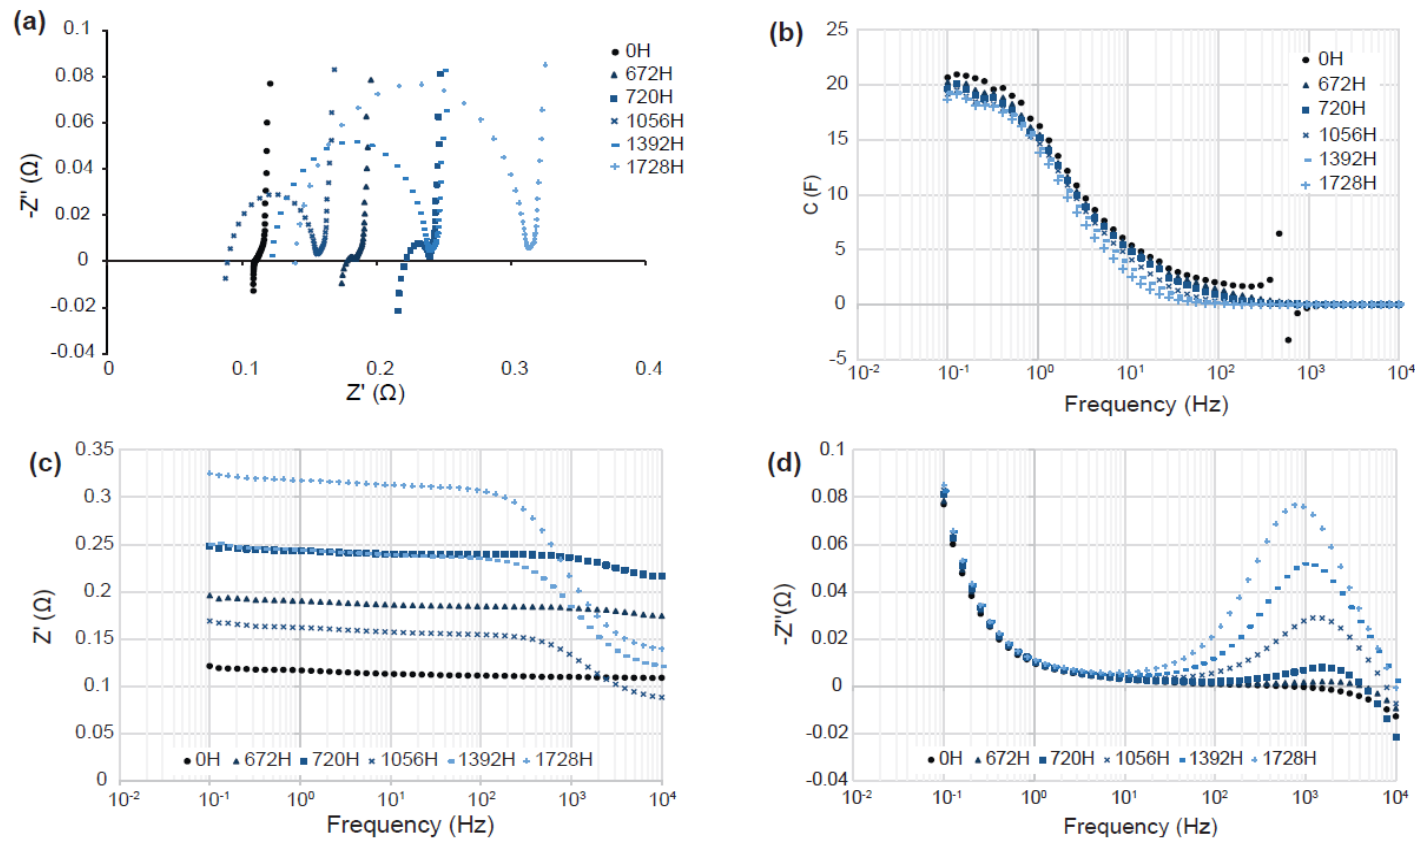 (a)
0.1
0.08
0.06
0.04
0.02
0
-0.02
-0.04
-Z'' (Ω)
0 0.1 0.2 0.3 0.4
Z' (Ω)
0H
672H
720H
1056H
1392H
1728H
(b)
25
20
15
10
5
0
-5
C (F)
10-2 10-1 100 101 102 103 104
Frequency (Hz)
0H
672H
720H
1056H
1392H
1728H
(c)
0.35
0.3
0.25
0.2
0.15
0.1
0.05
0
Z' (Ω)
0H 672H 720H 1056H 1392H 1728H
10-2 10-1 100 101 102 103 104
Frequency (Hz)
(d)
0.1
0.08
0.06
0.04
0.02
0
-0.02
-0.04
-Z''(Ω)
0H 672H 720H 1056H 1392H 1728H
10-2 10-1 100 101 102 103 104
Frequency (Hz)